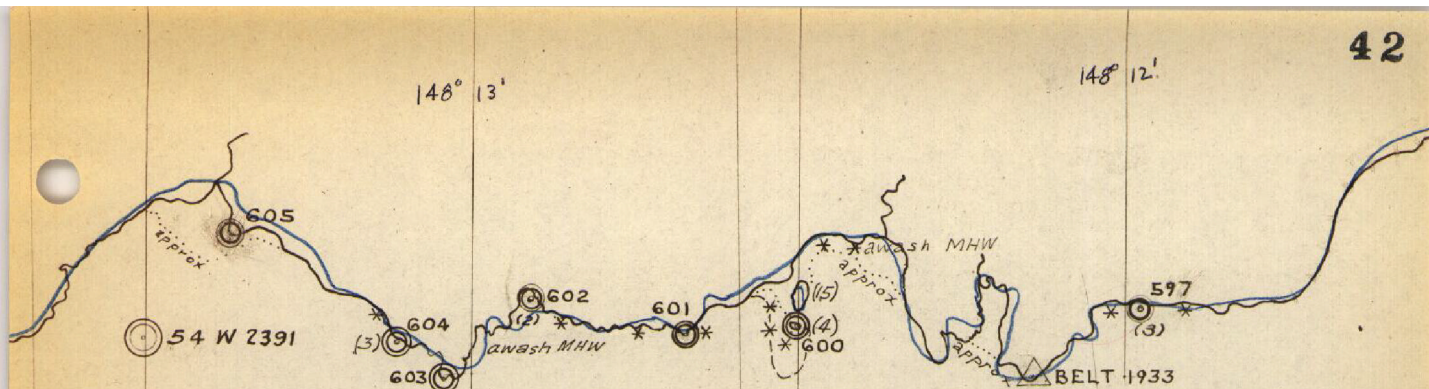 42
148° 13'
148° 12'
605
approx
54 W 2391
604
(3)
603
602
(2)
awash MHW
601
(15)
(4)
600
awash MHW
approx
approx
597
(3)
BELT 1933